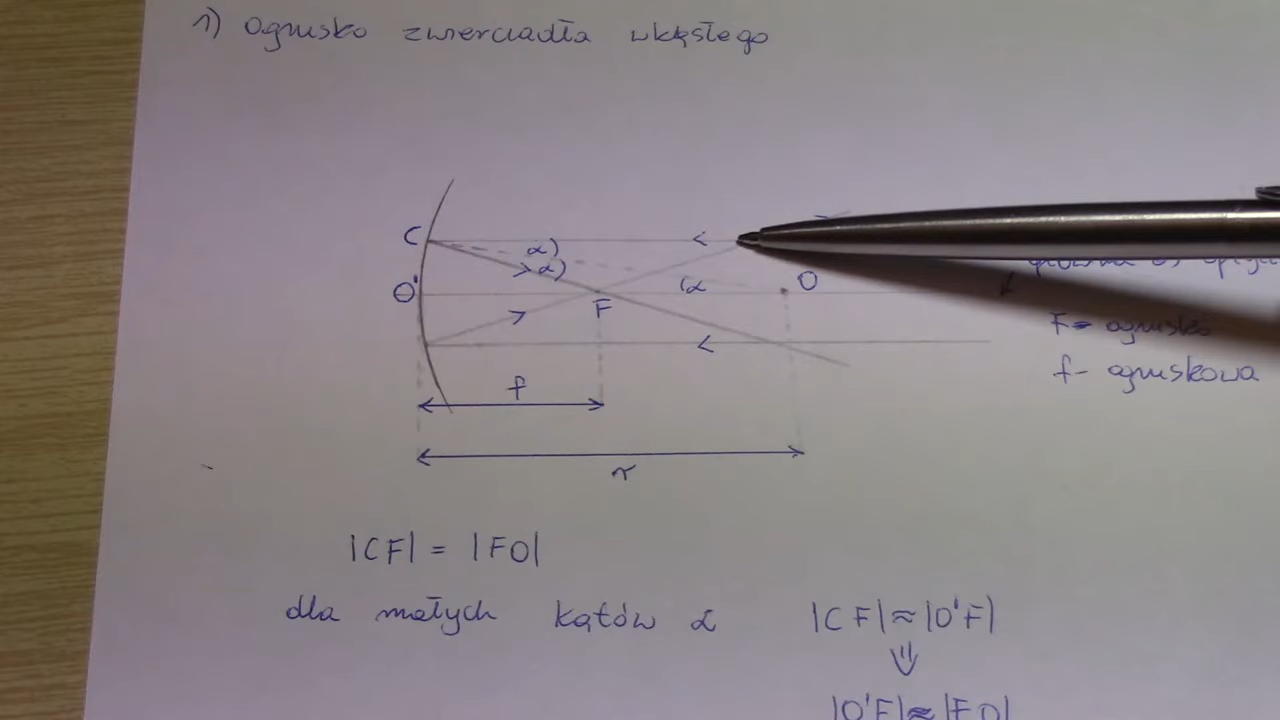 1) Ognisko zwierciadła wklęsłego
C
α)
α)
O'
(α
O
F
F - ognisko
f- ogniskowa
f
r
|CF| = |FO|
dla małych kątów α |CF|≈|O'F|
⇓
|O'F|≈|FO|